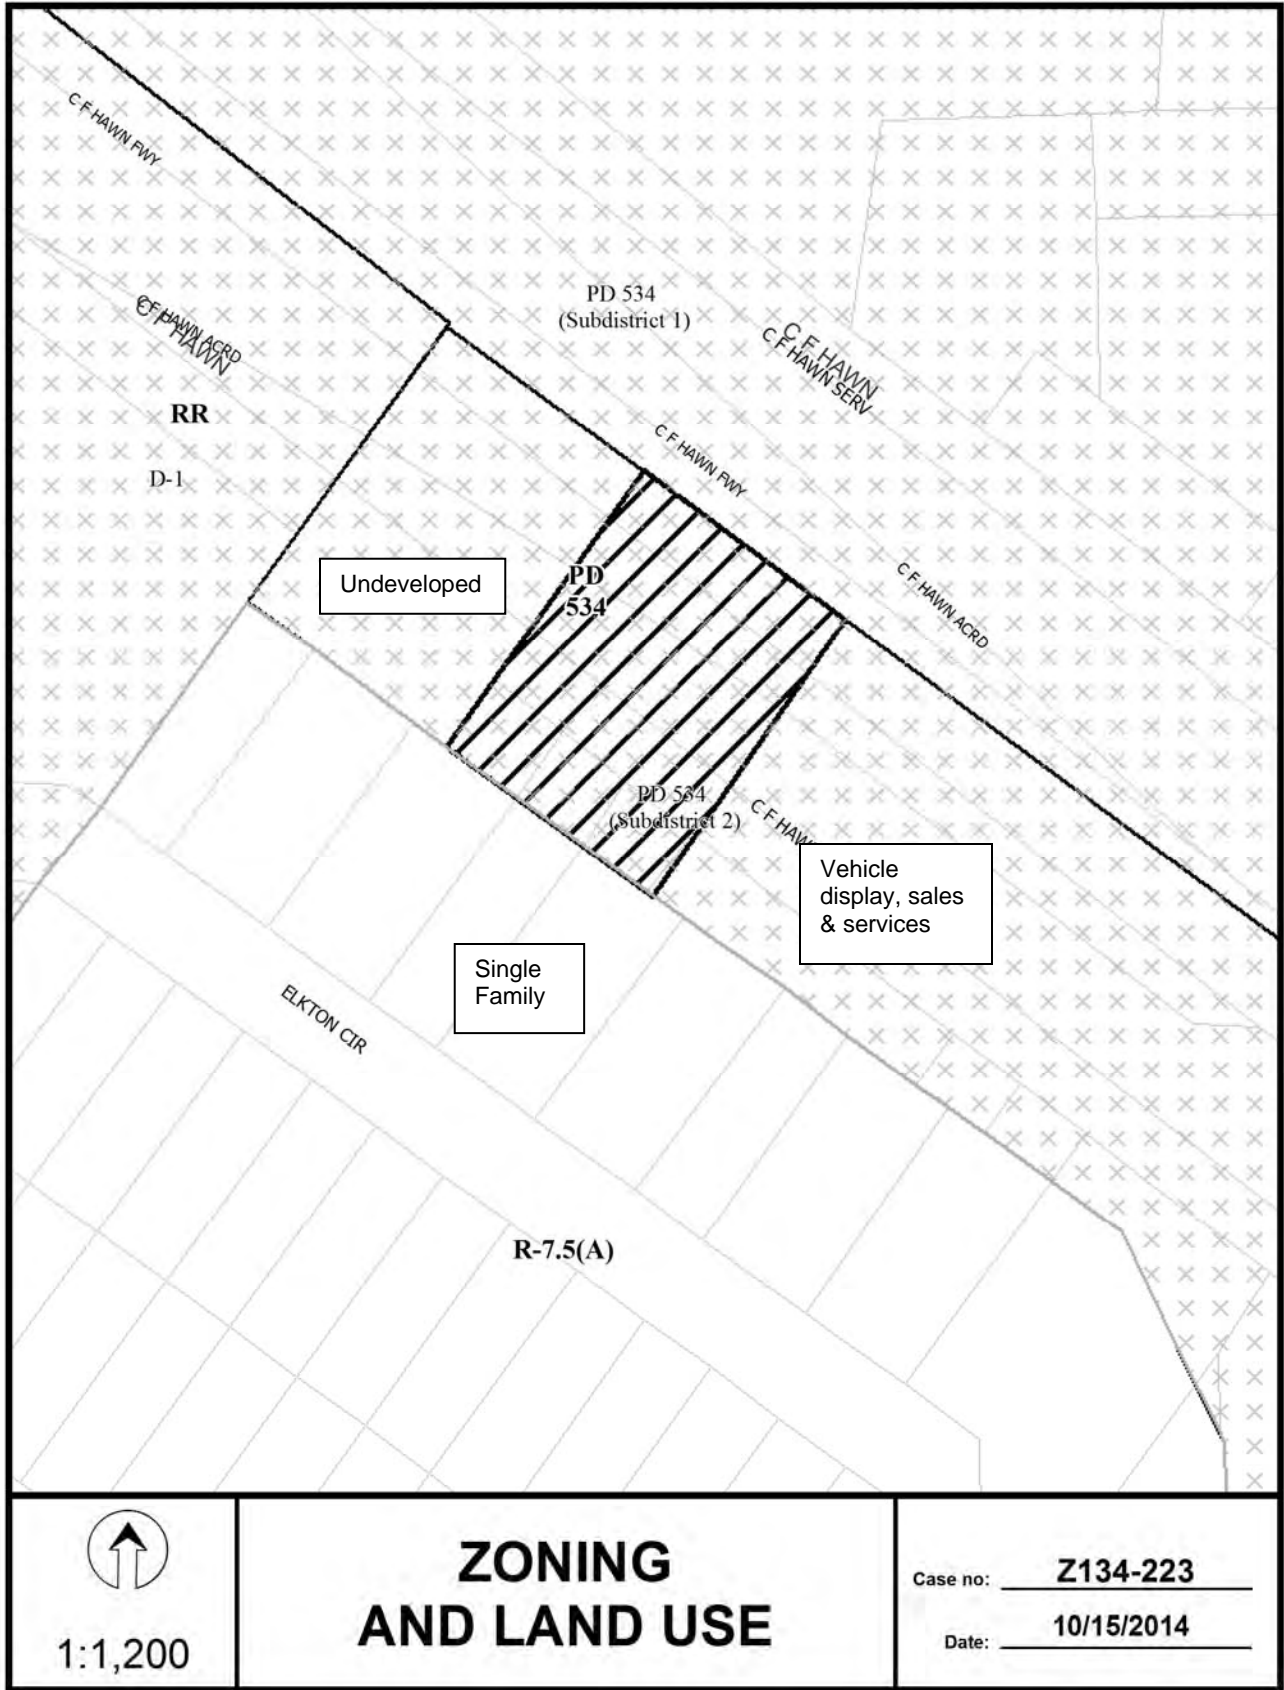 C F HAWN FWY
PD 534
(Subdistrict 1)
C F HAWN ACRD
C F HAWN
C F HAWN
C F HAWN SERV
RR
D-1
C F HAWN FWY
Undeveloped
PD
534
C F HAWN ACRD
PD 534
(Subdistrict 2)
C F HAW
Vehicle
display, sales
& services
Single
Family
ELKTON CIR
R-7.5(A)
1:1,200
ZONING
AND LAND USE
Case no: Z134-223
Date: 10/15/2014